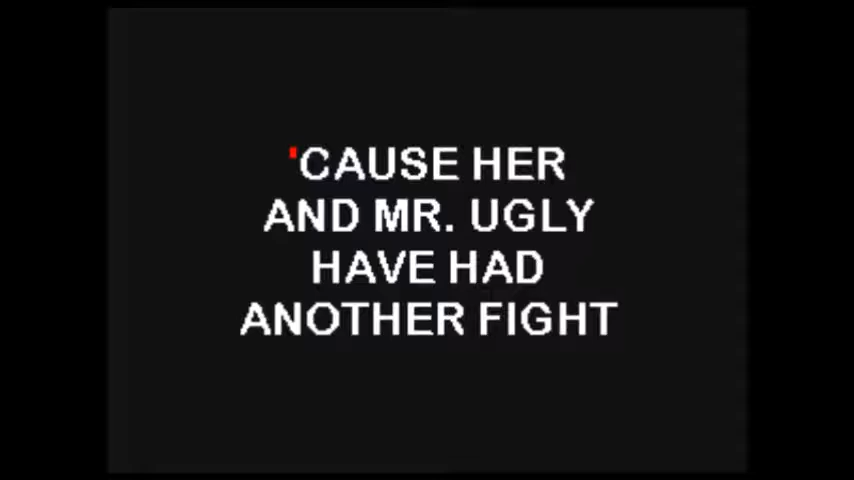 'CAUSE HER
AND MR. UGLY
HAVE HAD
ANOTHER FIGHT